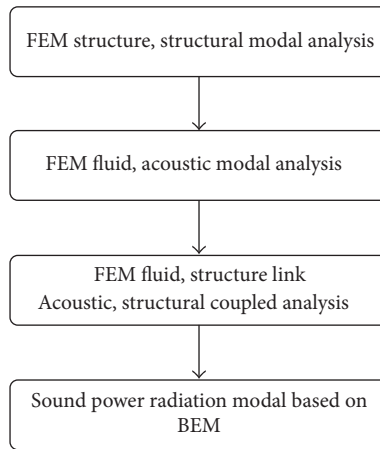 FEM structure, structural modal analysis
FEM fluid, acoustic modal analysis
FEM fluid, structure link
Acoustic, structural coupled analysis
Sound power radiation modal based on
BEM